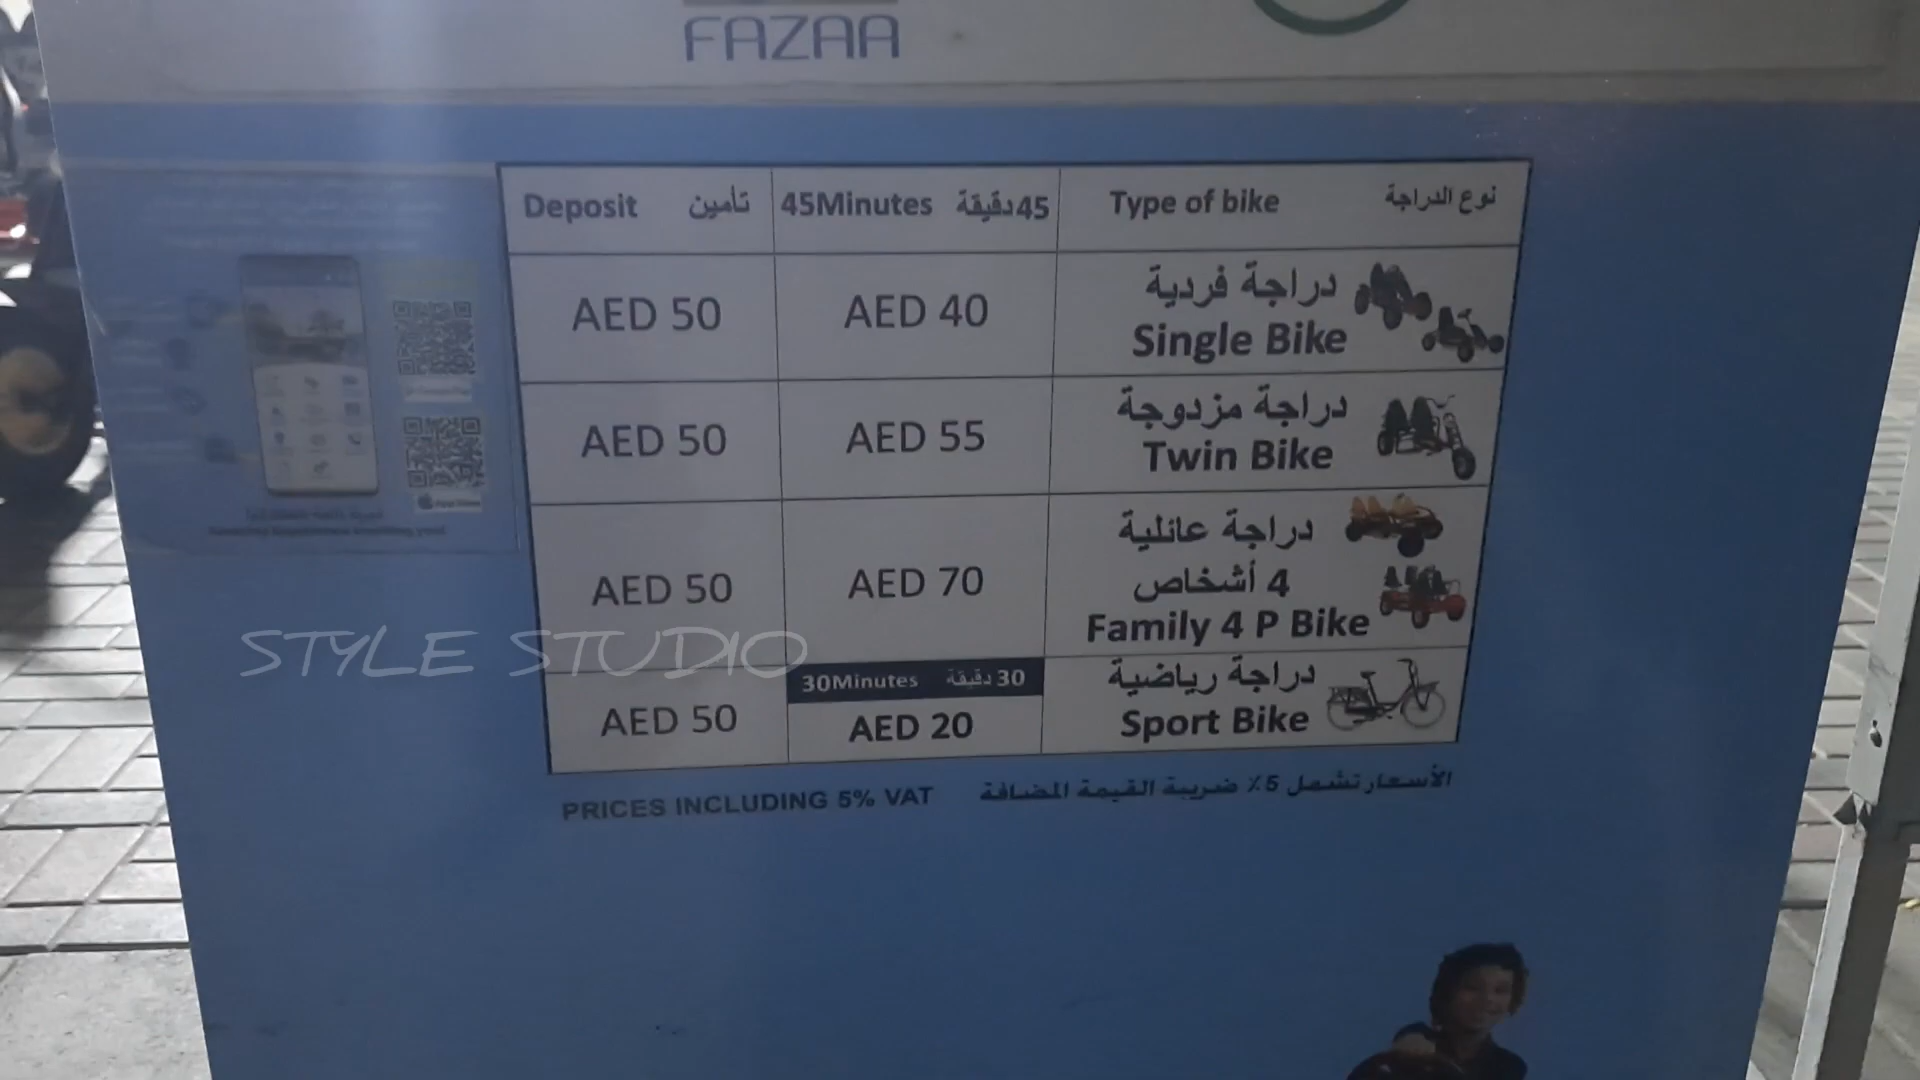 FAZAA
Deposit تأمين 45Minutes 45دقيقة Type of bike نوع الدراجة
AED 50 AED 40 دراجة فردية
Single Bike
AED 50 AED 55 دراجة مزدوجة
Twin Bike
AED 50 AED 70 دراجة عائلية
4 أشخاص
Family 4 P Bike
30Minutes 30 دقيقة
AED 50 AED 20 دراجة رياضية
Sport Bike
PRICES INCLUDING 5% VAT الأسعار تشمل 5٪ ضريبة القيمة المضافة
STYLE STUDIO